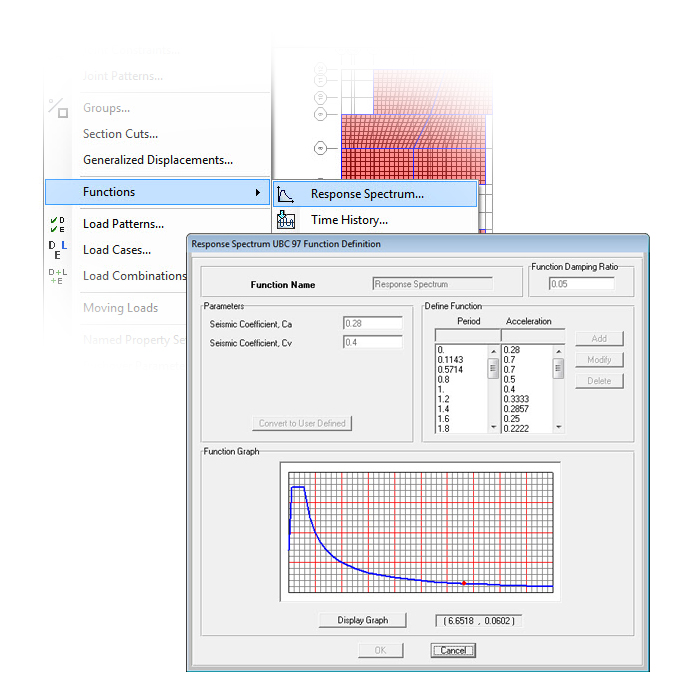 Joint Patterns...
Groups...
Section Cuts...
Generalized Displacements...
Functions
Response Spectrum...
Time History...
D
E
Load Patterns...
D L
E
Load Cases...
D+L
+E
Load Combinations
Moving Loads
Named Property Se
Response Spectrum UBC 97 Function Definition
Function Name
Response Spectrum
Function Damping Ratio
0.05
Parameters
Seismic Coefficient, Ca
0.28
Seismic Coefficient, Cv
0.4
Convert to User Defined
Define Function
Period Acceleration
0. 0.28
0.1143 0.7
0.5714 0.7
0.8 0.5
1. 0.4
1.2 0.3333
1.4 0.2857
1.6 0.25
1.8 0.2222
Add
Modify
Delete
Function Graph
Display Graph
( 6.6518 , 0.0602 )
OK
Cancel